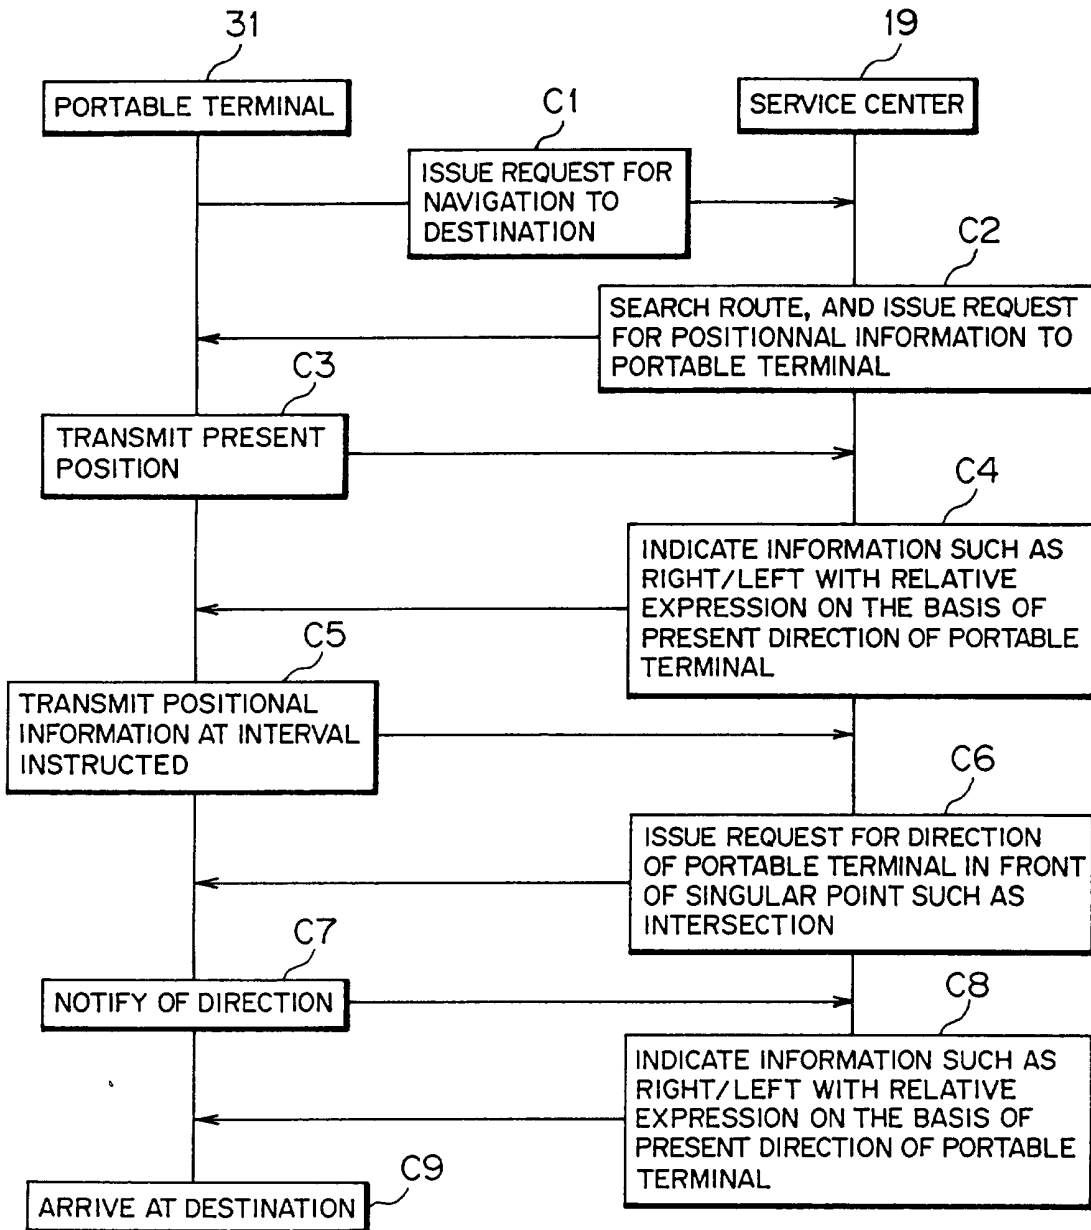 31
19
PORTABLE TERMINAL
SERVICE CENTER
C1
ISSUE REQUEST FOR
NAVIGATION TO
DESTINATION
C2
SEARCH ROUTE, AND ISSUE REQUEST
FOR POSITIONNAL INFORMATION TO
PORTABLE TERMINAL
C3
TRANSMIT PRESENT
POSITION
C4
INDICATE INFORMATION SUCH AS
RIGHT/LEFT WITH RELATIVE
EXPRESSION ON THE BASIS OF
PRESENT DIRECTION OF PORTABLE
TERMINAL
C5
TRANSMIT POSITIONAL
INFORMATION AT INTERVAL
INSTRUCTED
C6
ISSUE REQUEST FOR DIRECTION
OF PORTABLE TERMINAL IN FRONT
OF SINGULAR POINT SUCH AS
INTERSECTION
C7
NOTIFY OF DIRECTION
C8
INDICATE INFORMATION SUCH AS
RIGHT/LEFT WITH RELATIVE
EXPRESSION ON THE BASIS OF
PRESENT DIRECTION OF PORTABLE
TERMINAL
C9
ARRIVE AT DESTINATION